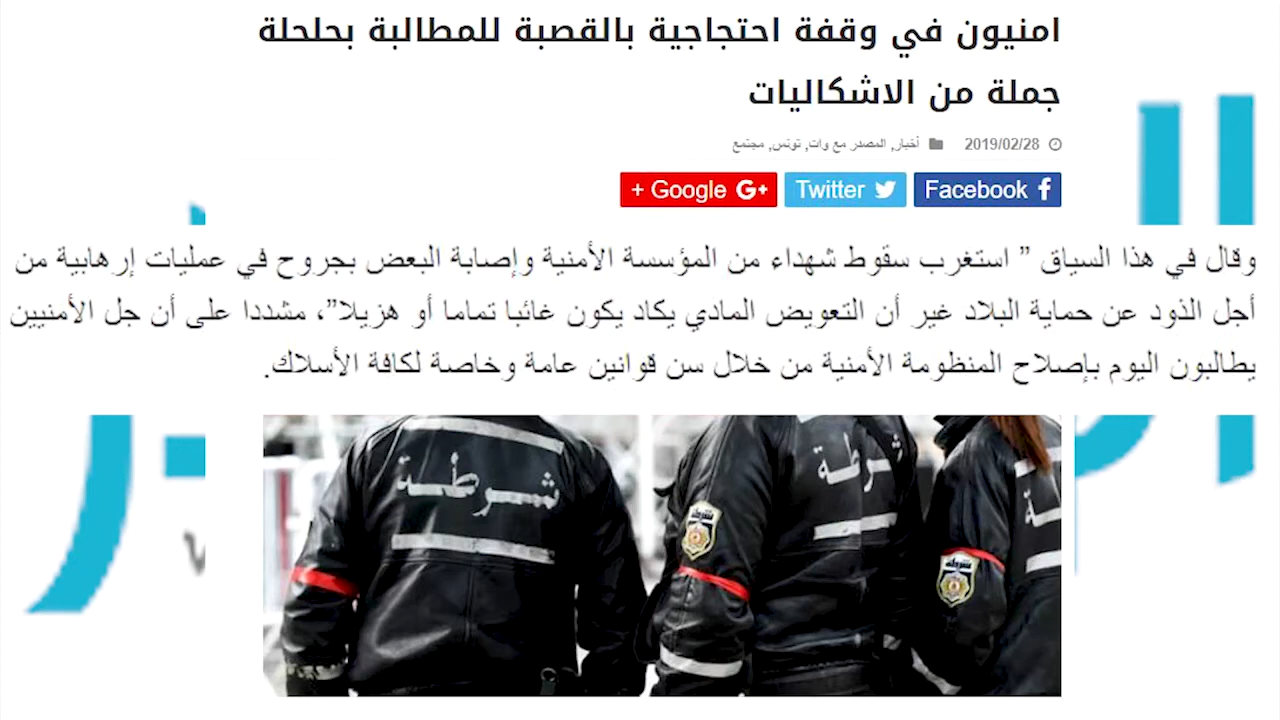 امنيون في وقفة احتجاجية بالقصبة للمطالبة بحلحلة
جملة من الاشكاليات
2019/02/28 أخبار, المصدر مع وات, تونس, مجتمع
Facebook Twitter Google +
وقال في هذا السياق ” استغرب سقوط شهداء من المؤسسة الأمنية وإصابة البعض بجروح في عمليات إرهابية من
أجل الذود عن حماية البلاد غير أن التعويض المادي يكاد يكون غائبا تماما أو هزيلا”، مشددا على أن جل الأمنيين
يطالبون اليوم بإصلاح المنظومة الأمنية من خلال سن قوانين عامة وخاصة لكافة الأسلاك.
شرطة
شرطة
شرطة
شرطة